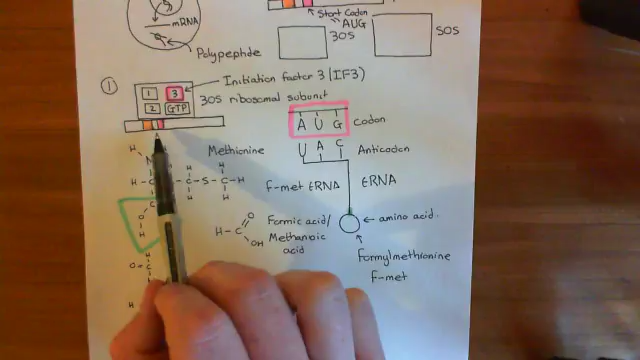 mRNA
Polypeptide
Start Codon
AUG
30S
50S
1
Initiation factor 3 (IF3)
1 3
2 GTP
30S ribosomal subunit
A U G
Codon
U A C
Anticodon
Methionine
H
H
H
H
H - C - C - S - C - H
H
H
F-met tRNA
tRNA
C
O
H
H - C
O
OH
Formic acid/
Methanoic
acid
amino acid.
Formylmethionine
F-met
H
O = C
H